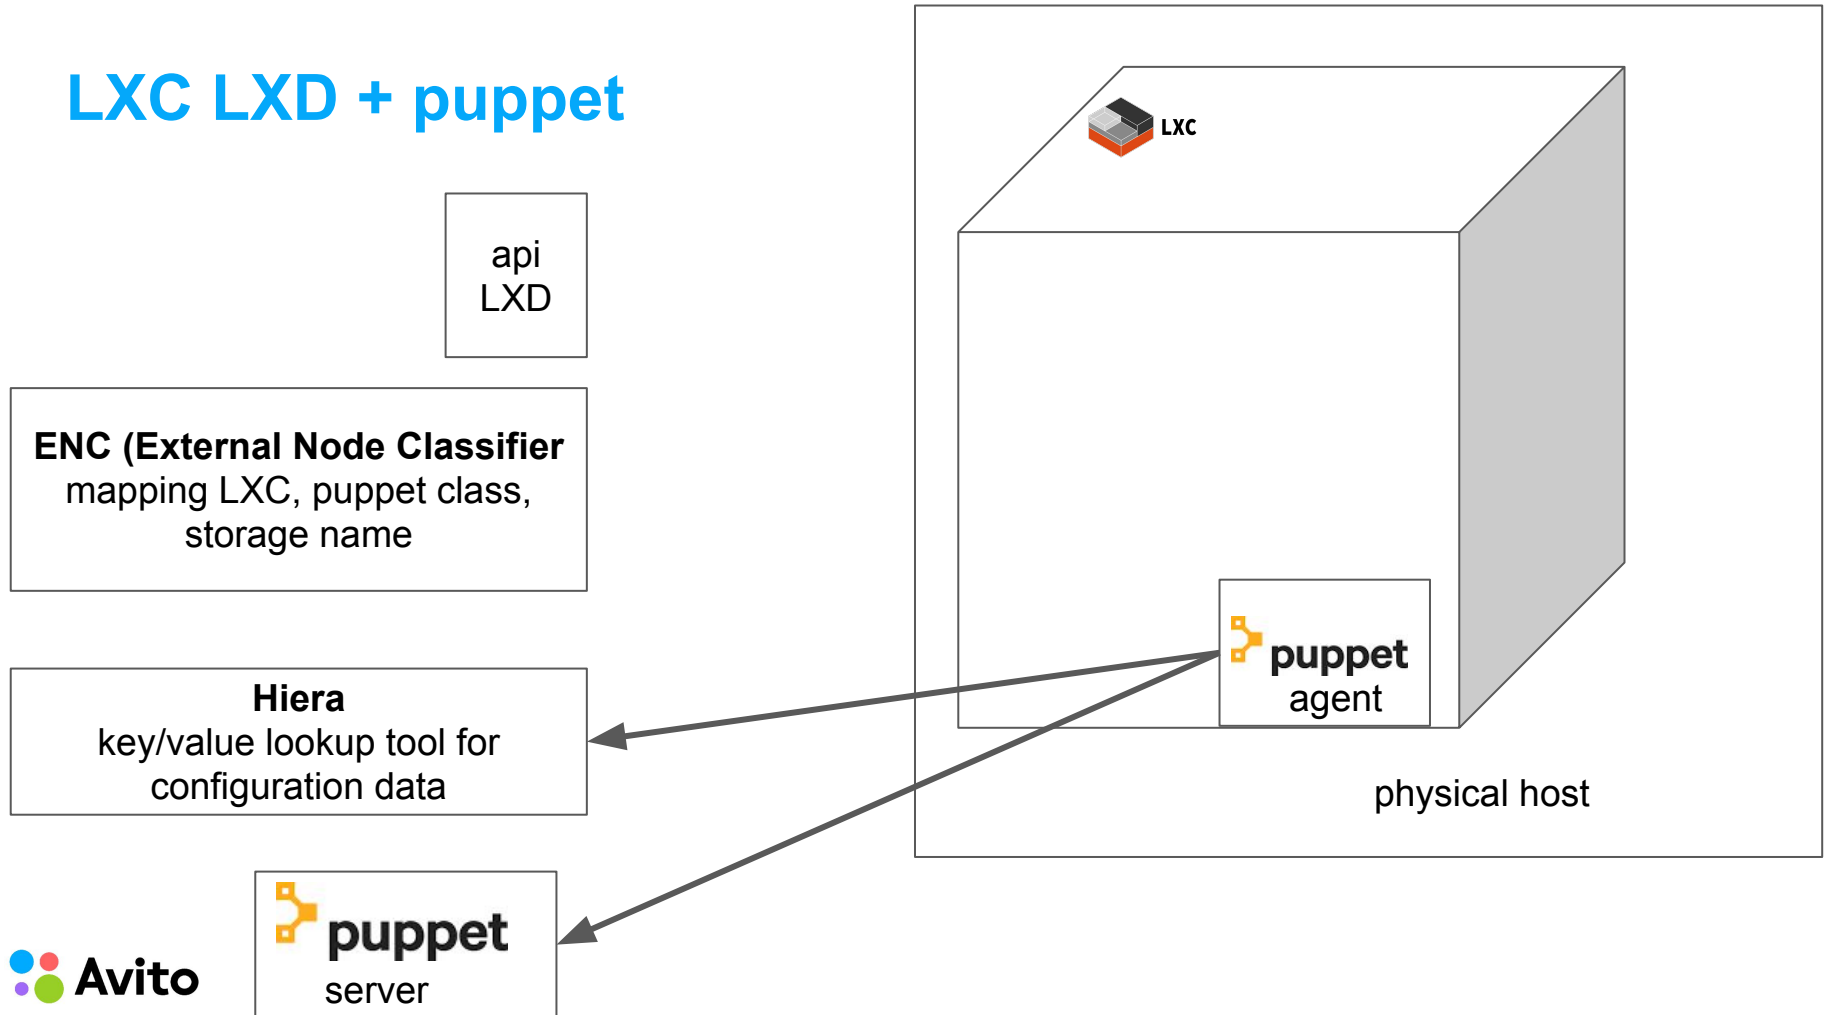 LXC LXD + puppet
LXC
api
LXD
ENC (External Node Classifier
mapping LXC, puppet class,
storage name
Hiera
key/value lookup tool for
configuration data
puppet
agent
physical host
puppet
server
Avito